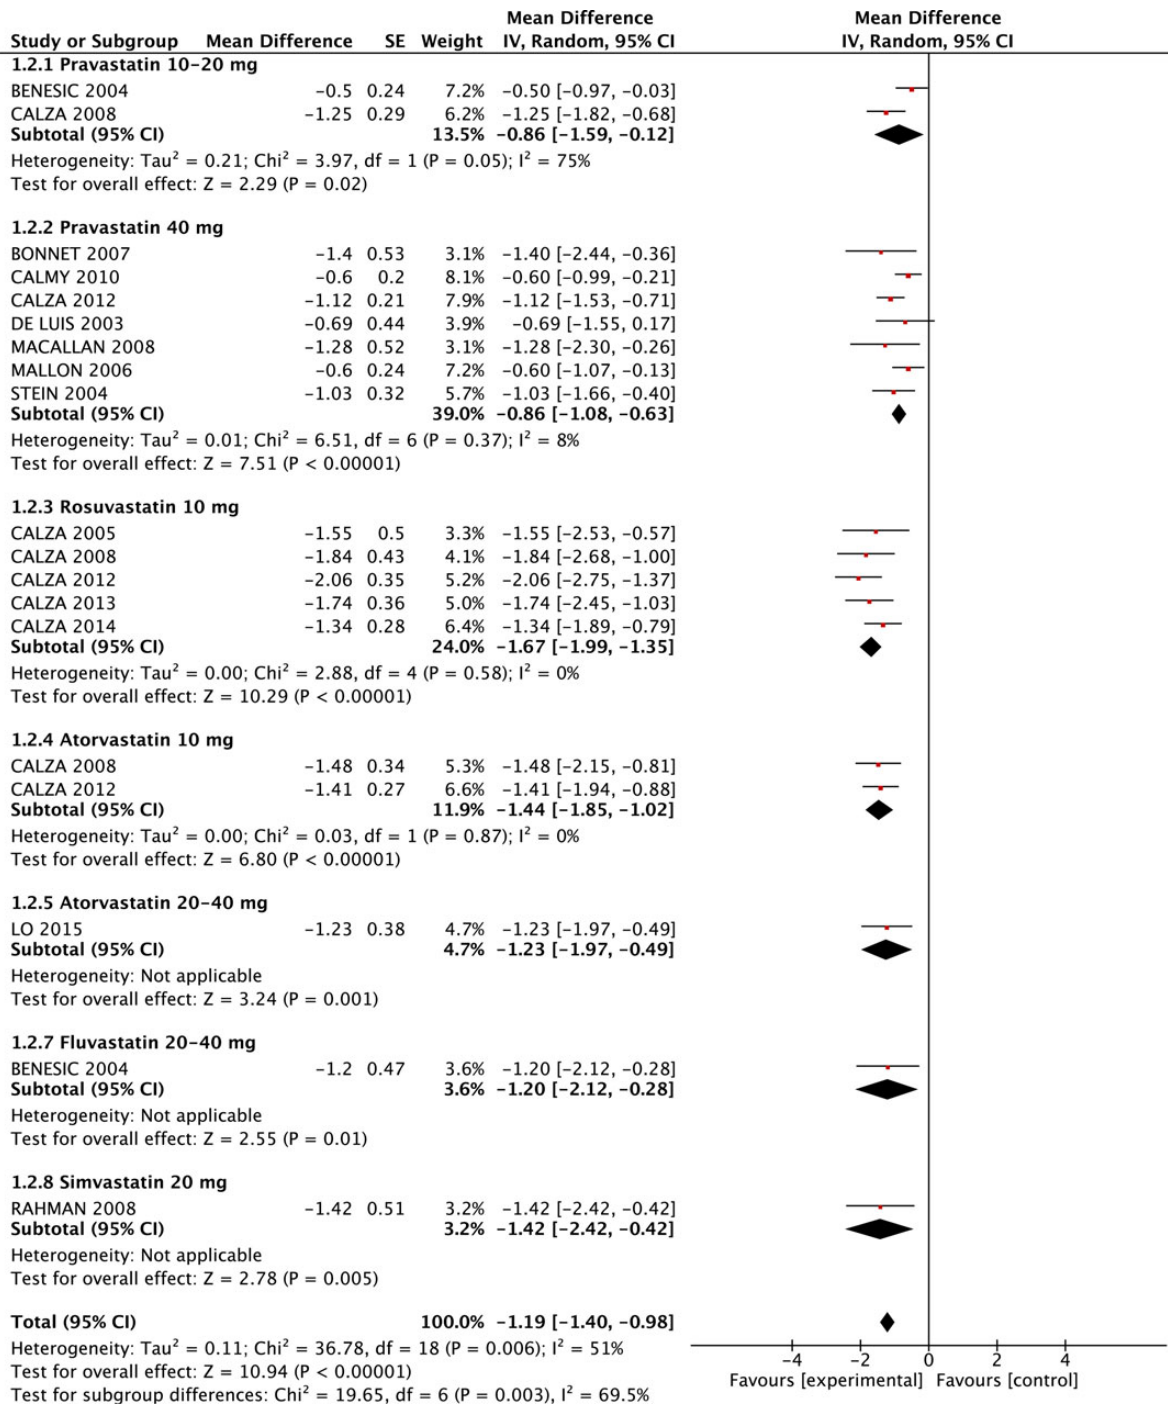 Mean Difference Mean Difference
Study or Subgroup Mean Difference SE Weight IV, Random, 95% CI IV, Random, 95% CI
1.2.1 Pravastatin 10–20 mg
BENESIC 2004 −0.5 0.24 7.2% −0.50 [−0.97, −0.03]
CALZA 2008 −1.25 0.29 6.2% −1.25 [−1.82, −0.68]
Subtotal (95% CI) 13.5% −0.86 [−1.59, −0.12]
Heterogeneity: Tau² = 0.21; Chi² = 3.97, df = 1 (P = 0.05); I² = 75%
Test for overall effect: Z = 2.29 (P = 0.02)
1.2.2 Pravastatin 40 mg
BONNET 2007 −1.4 0.53 3.1% −1.40 [−2.44, −0.36]
CALMY 2010 −0.6 0.2 8.1% −0.60 [−0.99, −0.21]
CALZA 2012 −1.12 0.21 7.9% −1.12 [−1.53, −0.71]
DE LUIS 2003 −0.69 0.44 3.9% −0.69 [−1.55, 0.17]
MACALLAN 2008 −1.28 0.52 3.1% −1.28 [−2.30, −0.26]
MALLON 2006 −0.6 0.24 7.2% −0.60 [−1.07, −0.13]
STEIN 2004 −1.03 0.32 5.7% −1.03 [−1.66, −0.40]
Subtotal (95% CI) 39.0% −0.86 [−1.08, −0.63]
Heterogeneity: Tau² = 0.01; Chi² = 6.51, df = 6 (P = 0.37); I² = 8%
Test for overall effect: Z = 7.51 (P < 0.00001)
1.2.3 Rosuvastatin 10 mg
CALZA 2005 −1.55 0.5 3.3% −1.55 [−2.53, −0.57]
CALZA 2008 −1.84 0.43 4.1% −1.84 [−2.68, −1.00]
CALZA 2012 −2.06 0.35 5.2% −2.06 [−2.75, −1.37]
CALZA 2013 −1.74 0.36 5.0% −1.74 [−2.45, −1.03]
CALZA 2014 −1.34 0.28 6.4% −1.34 [−1.89, −0.79]
Subtotal (95% CI) 24.0% −1.67 [−1.99, −1.35]
Heterogeneity: Tau² = 0.00; Chi² = 2.88, df = 4 (P = 0.58); I² = 0%
Test for overall effect: Z = 10.29 (P < 0.00001)
1.2.4 Atorvastatin 10 mg
CALZA 2008 −1.48 0.34 5.3% −1.48 [−2.15, −0.81]
CALZA 2012 −1.41 0.27 6.6% −1.41 [−1.94, −0.88]
Subtotal (95% CI) 11.9% −1.44 [−1.85, −1.02]
Heterogeneity: Tau² = 0.00; Chi² = 0.03, df = 1 (P = 0.87); I² = 0%
Test for overall effect: Z = 6.80 (P < 0.00001)
1.2.5 Atorvastatin 20–40 mg
LO 2015 −1.23 0.38 4.7% −1.23 [−1.97, −0.49]
Subtotal (95% CI) 4.7% −1.23 [−1.97, −0.49]
Heterogeneity: Not applicable
Test for overall effect: Z = 3.24 (P = 0.001)
1.2.7 Fluvastatin 20–40 mg
BENESIC 2004 −1.2 0.47 3.6% −1.20 [−2.12, −0.28]
Subtotal (95% CI) 3.6% −1.20 [−2.12, −0.28]
Heterogeneity: Not applicable
Test for overall effect: Z = 2.55 (P = 0.01)
1.2.8 Simvastatin 20 mg
RAHMAN 2008 −1.42 0.51 3.2% −1.42 [−2.42, −0.42]
Subtotal (95% CI) 3.2% −1.42 [−2.42, −0.42]
Heterogeneity: Not applicable
Test for overall effect: Z = 2.78 (P = 0.005)
Total (95% CI) 100.0% −1.19 [−1.40, −0.98]
Heterogeneity: Tau² = 0.11; Chi² = 36.78, df = 18 (P = 0.006); I² = 51%
Test for overall effect: Z = 10.94 (P < 0.00001)
Test for subgroup differences: Chi² = 19.65, df = 6 (P = 0.003), I² = 69.5%
−4 −2 0 2 4
Favours [experimental] Favours [control]